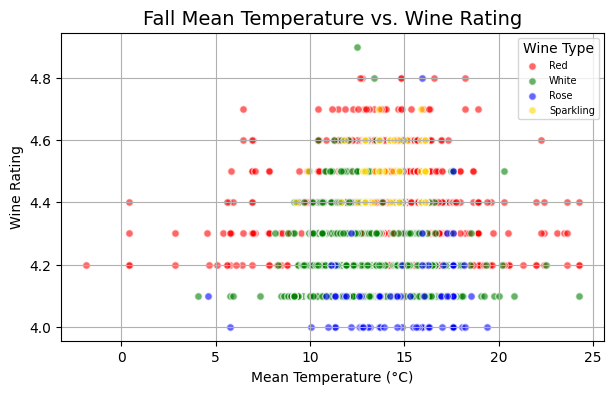 Fall Mean Temperature vs. Wine Rating
Wine Type
Red
White
Rose
Sparkling
Wine Rating
4.8
4.6
4.4
4.2
4.0
0 5 10 15 20 25
Mean Temperature (°C)